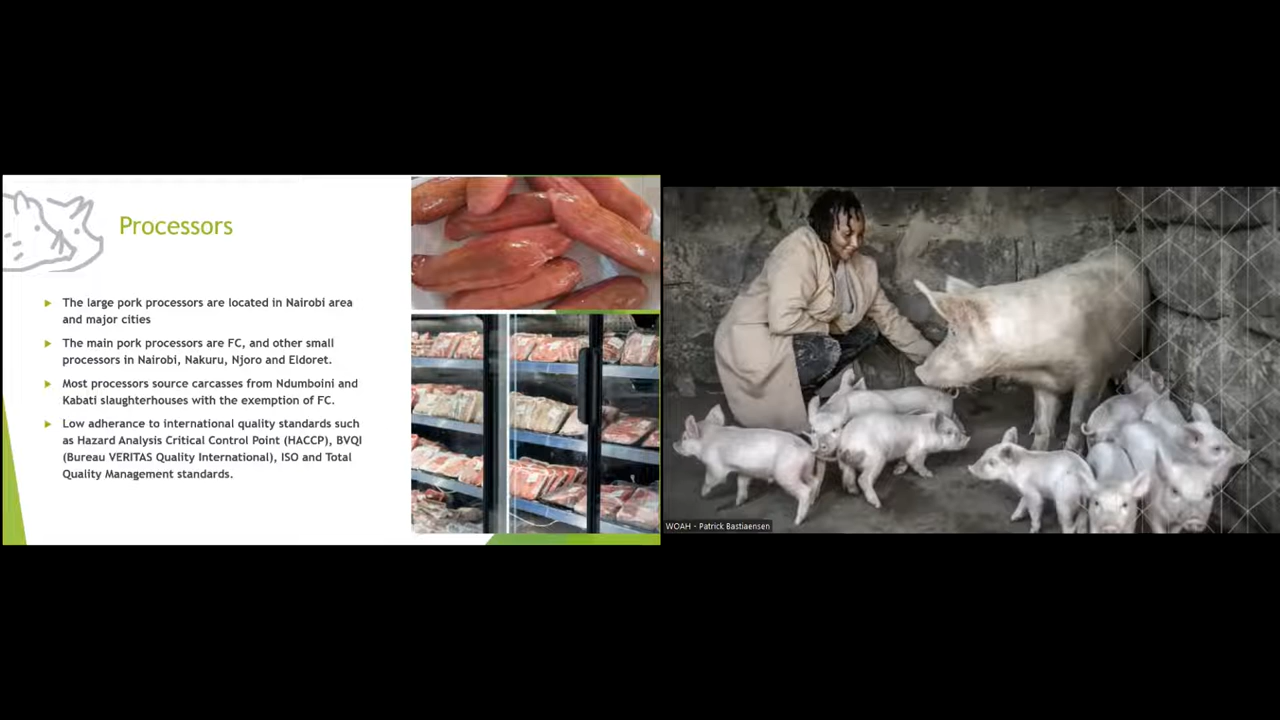 Processors
The large pork processors are located in Nairobi area
and major cities
The main pork processors are FC, and other small
processors in Nairobi, Nakuru, Njoro and Eldoret.
Most processors source carcasses from Ndumboini and
Kabati slaughterhouses with the exemption of FC.
Low adherence to international quality standards such
as Hazard Analysis Critical Control Point (HACCP), BVQI
(Bureau VERITAS Quality International), ISO and Total
Quality Management standards.
WOAH - Patrick Bastiaensen